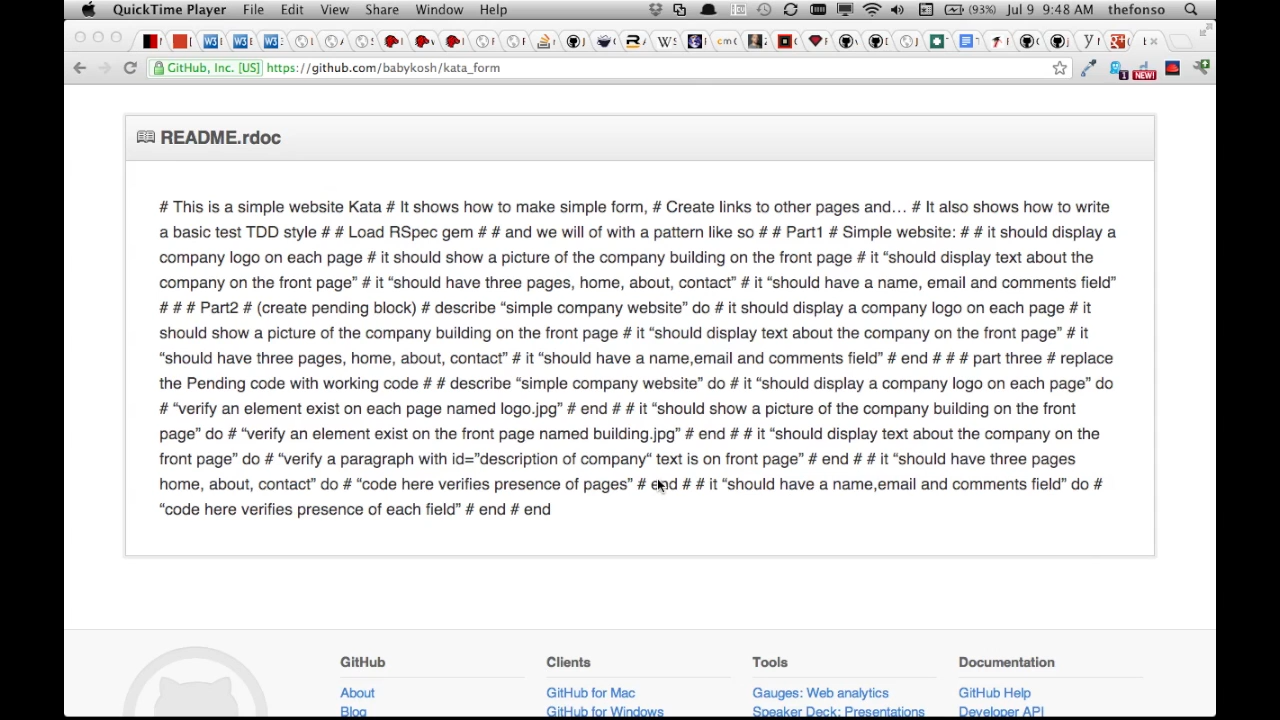 QuickTime Player File Edit View Share Window Help (93%) Jul 9 9:48 AM thefonso
GitHub, Inc. [US] https://github.com/babykosh/kata_form
NEW!
README.rdoc
# This is a simple website Kata # It shows how to make simple form, # Create links to other pages and… # It also shows how to write
a basic test TDD style # # Load RSpec gem # # and we will of with a pattern like so # # Part1 # Simple website: # # it should display a
company logo on each page # it should show a picture of the company building on the front page # it “should display text about the
company on the front page” # it “should have three pages, home, about, contact” # it “should have a name, email and comments field”
# # # Part2 # (create pending block) # describe “simple company website” do # it should display a company logo on each page # it
should show a picture of the company building on the front page # it “should display text about the company on the front page” # it
“should have three pages, home, about, contact” # it “should have a name,email and comments field” # end # # # part three # replace
the Pending code with working code # # describe “simple company website” do # it “should display a company logo on each page” do
# “verify an element exist on each page named logo.jpg” # end # # it “should show a picture of the company building on the front
page” do # “verify an element exist on the front page named building.jpg” # end # # it “should display text about the company on the
front page” do # “verify a paragraph with id=”description of company“ text is on front page” # end # # it “should have three pages
home, about, contact” do # “code here verifies presence of pages” # end # # it “should have a name,email and comments field” do #
“code here verifies presence of each field” # end # end
GitHub Clients Tools Documentation
About GitHub for Mac Gauges: Web analytics GitHub Help
Blog GitHub for Windows Speaker Deck: Presentations Developer API